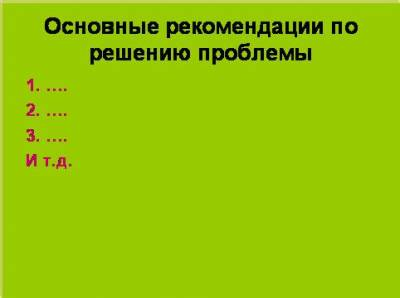 Основные рекомендации по
решению проблемы
1. ….
2. ….
3. ….
И т.д.